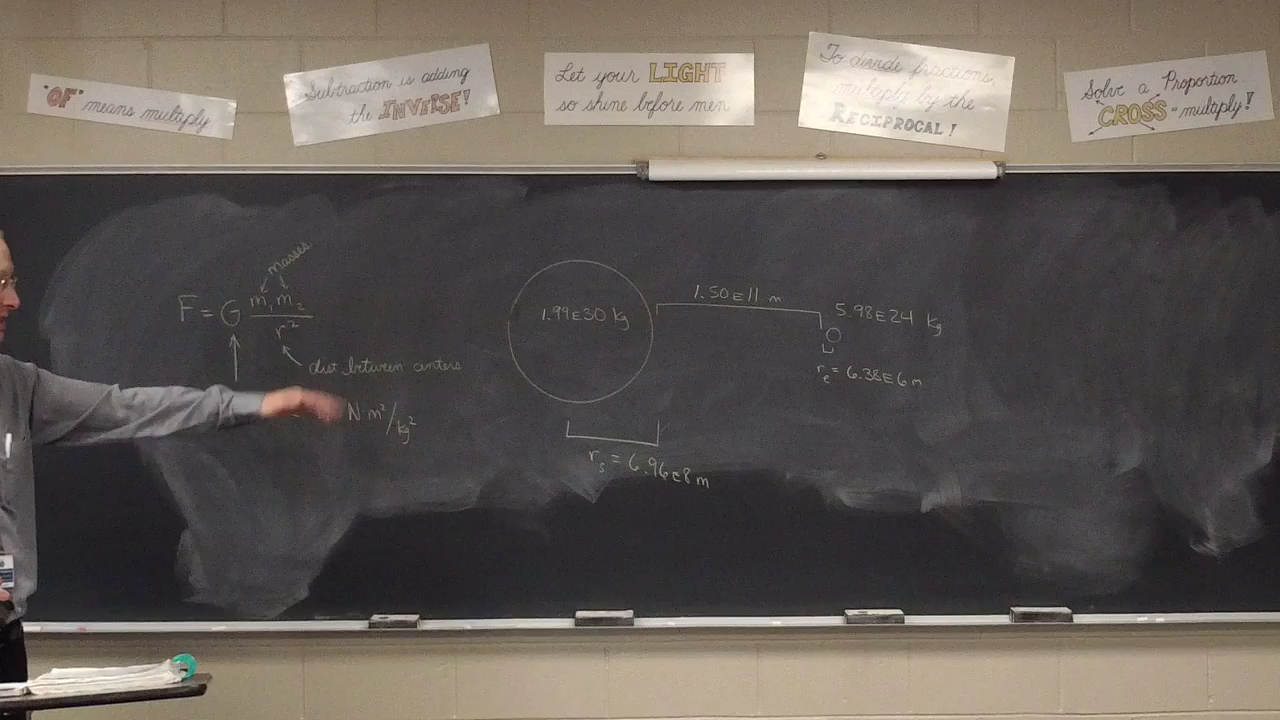 "OF" means multiply
Subtraction is adding
the INVERSE!
Let your LIGHT
so shine before men
To divide fractions,
multiply by the
RECIPROCAL!
Solve a Proportion
CROSS-multiply!
masses
F = G m₁m₂ / r²
dist between centers
N·m²/kg²
1.99E30 kg
1.50E11 m
5.98E24 kg
rₑ = 6.38E6m
rₛ = 6.96E8m